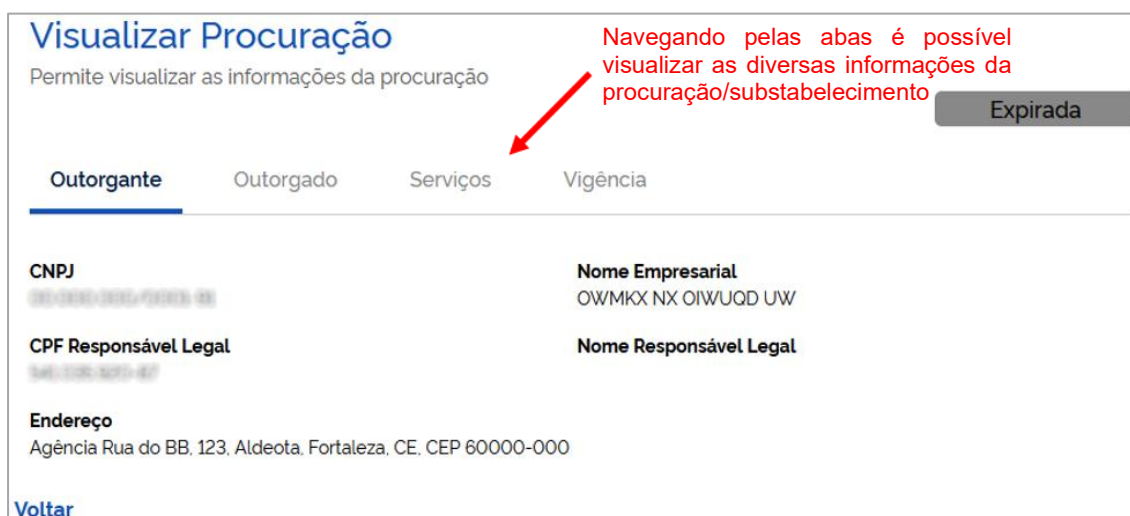 Visualizar Procuração
Permite visualizar as informações da procuração
Navegando pelas abas é possível
visualizar as diversas informações da
procuração/substabelecimento
Expirada
Outorgante Outorgado Serviços Vigência
CNPJ
Nome Empresarial
OWMKX NX OIWUQD UW
CPF Responsável Legal
Nome Responsável Legal
Endereço
Agência Rua do BB, 123, Aldeota, Fortaleza, CE, CEP 60000-000
Voltar